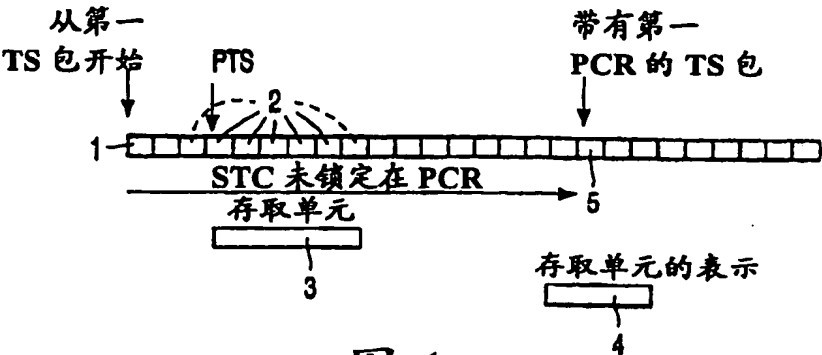 从第一
TS 包开始
PTS
2
带有第一
PCR 的 TS 包
1
STC 未锁定在 PCR
5
存取单元
3
存取单元的表示
4